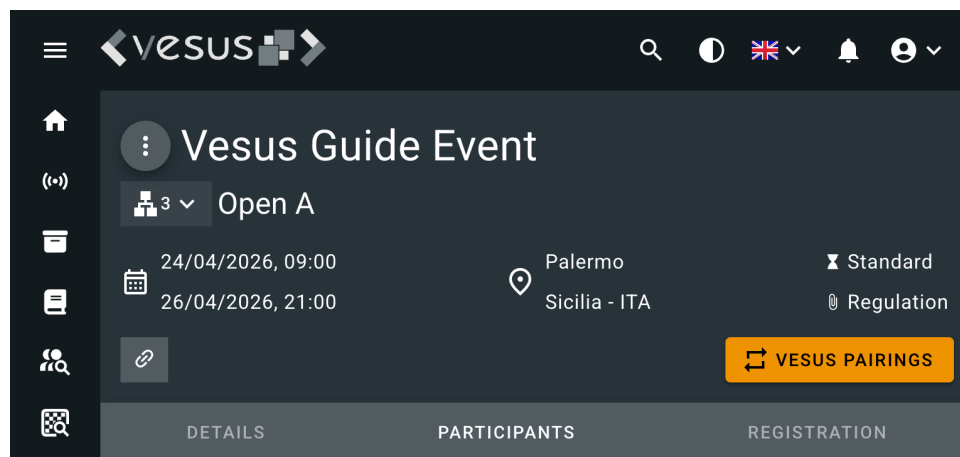 vesus
Vesus Guide Event
3 Open A
24/04/2026, 09:00
26/04/2026, 21:00
Palermo
Sicilia - ITA
Standard
Regulation
VESUS PAIRINGS
DETAILS PARTICIPANTS REGISTRATION